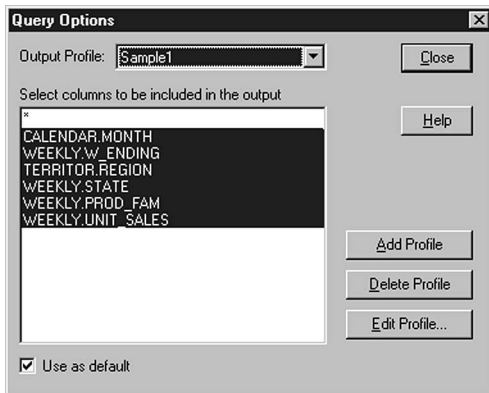 Query Options
Output Profile: Sample1
Close
Select columns to be included in the output
*
Help
CALENDAR.MONTH
WEEKLY.W_ENDING
TERRITOR.REGION
WEEKLY.STATE
WEEKLY.PROD_FAM
WEEKLY.UNIT_SALES
Add Profile
Delete Profile
Edit Profile...
Use as default